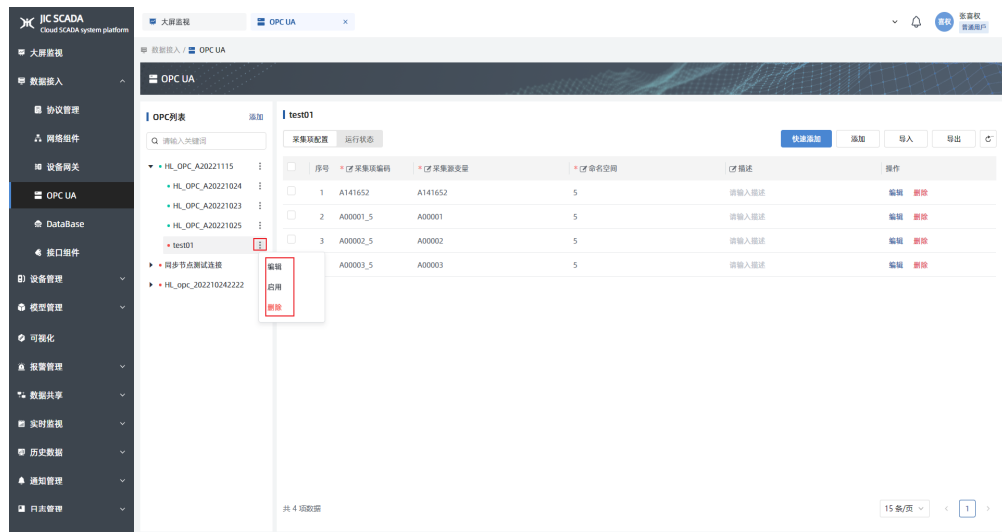 JIC SCADA
Cloud SCADA system platform
大屏监视
OPC UA
×
喜权
张喜权
普通用户
大屏监视
数据接入
协议管理
网络组件
设备网关
OPC UA
DataBase
接口组件
设备管理
模型管理
可视化
报警管理
数据共享
实时监视
历史数据
通知管理
日志管理
数据接入 / OPC UA
OPC UA
OPC列表 添加
请输入关键词
HL_OPC_A20221115
HL_OPC_A20221024
HL_OPC_A20221023
HL_OPC_A20221025
test01
同步节点测试连接
HL_opc_202210242222
编辑
启用
删除
test01
采集项配置 运行状态 快速添加 添加 导入 导出
序号 * 采集项编码 * 采集源变量 * 命名空间 描述 操作
1 A141652 A141652 5 请输入描述 编辑 删除
2 A00001_5 A00001 5 请输入描述 编辑 删除
3 A00002_5 A00002 5 请输入描述 编辑 删除
A00003_5 A00003 5 请输入描述 编辑 删除
共 4 项数据 15 条/页 < 1 >